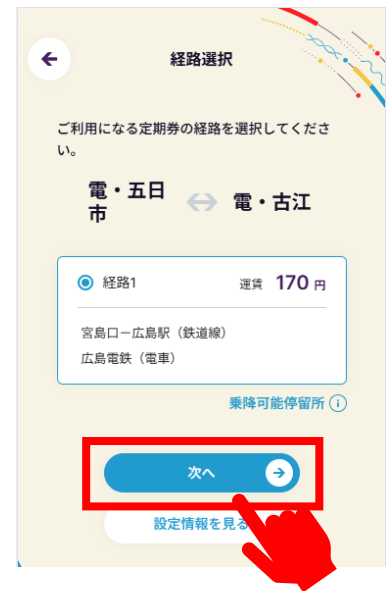 経路選択
ご利用になる定期券の経路を選択してくださ
い。
電・五日
市
電・古江
経路1 運賃 170 円
宮島口ー広島駅（鉄道線）
広島電鉄（電車）
乗降可能停留所
次へ
設定情報を見る